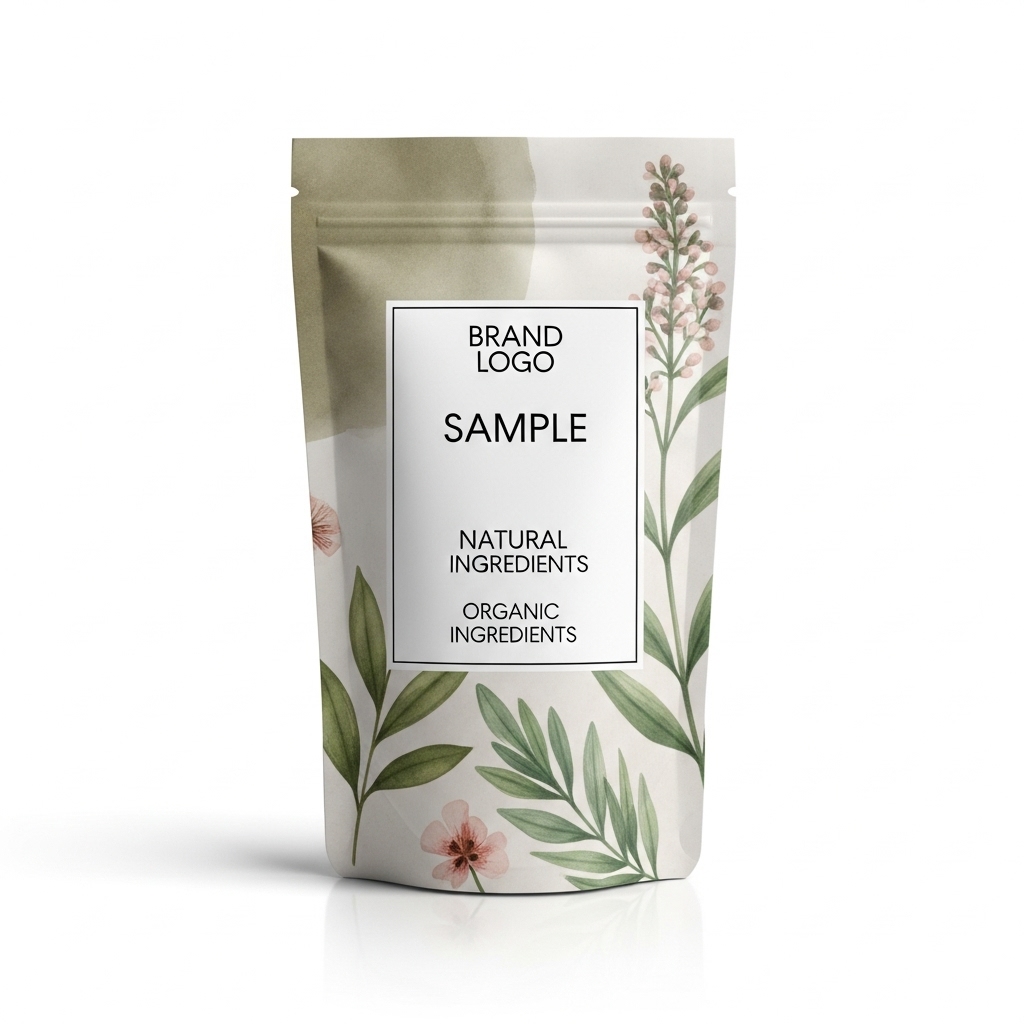 BRAND
LOGO
SAMPLE
NATURAL
INGREDIENTS
ORGANIC
INGREDIENTS